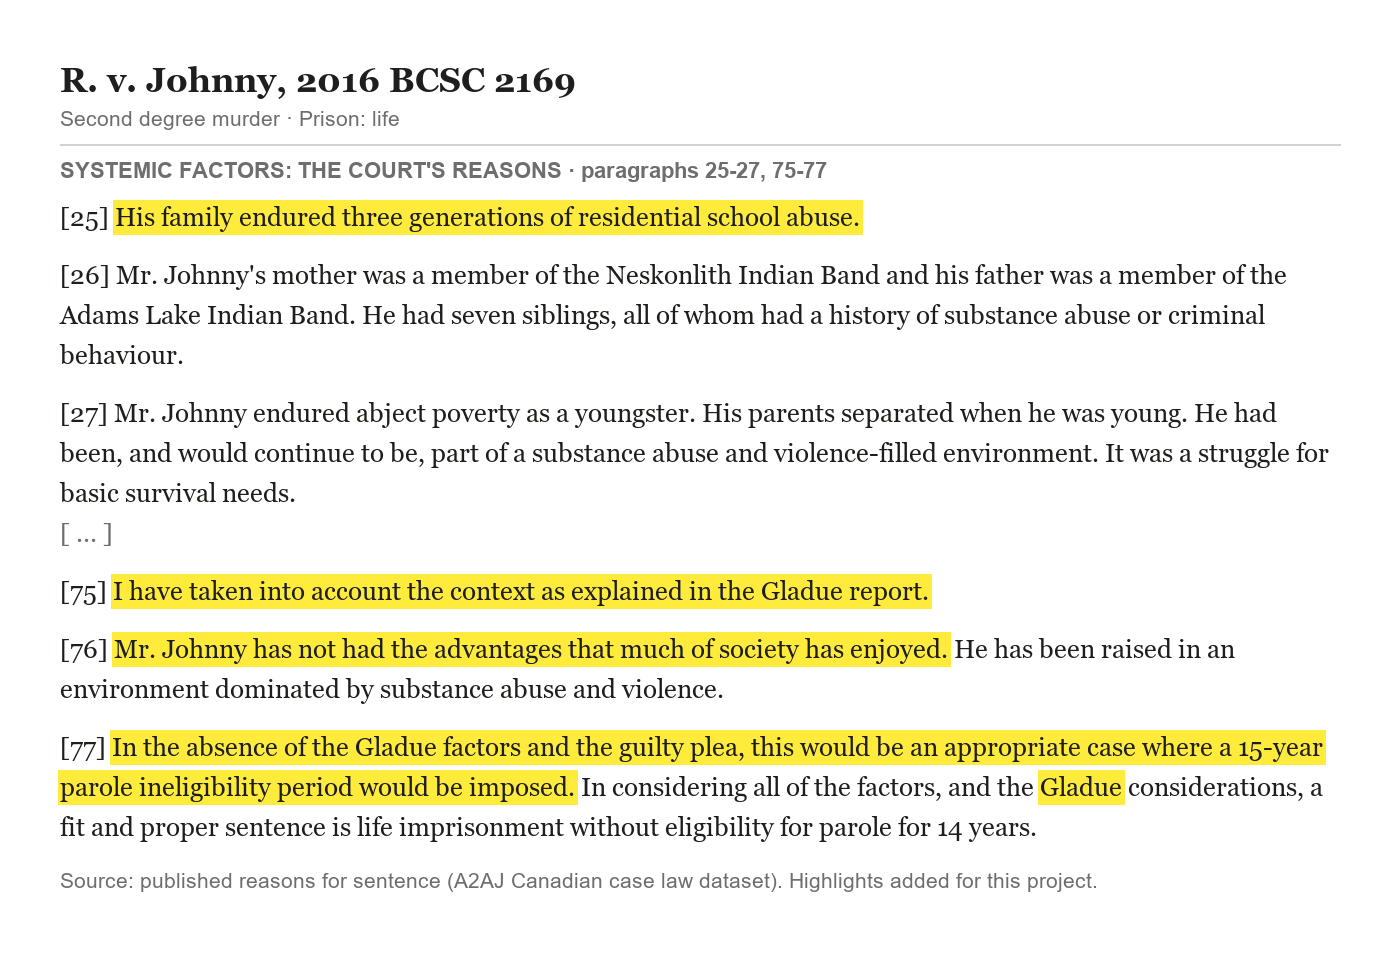 R. v. Johnny, 2016 BCSC 2169
Second degree murder · Prison: life
SYSTEMIC FACTORS: THE COURT'S REASONS · paragraphs 25-27, 75-77
[25] His family endured three generations of residential school abuse.
[26] Mr. Johnny's mother was a member of the Neskonlith Indian Band and his father was a member of the
Adams Lake Indian Band. He had seven siblings, all of whom had a history of substance abuse or criminal
behaviour.
[27] Mr. Johnny endured abject poverty as a youngster. His parents separated when he was young. He had
been, and would continue to be, part of a substance abuse and violence-filled environment. It was a struggle for
basic survival needs.
[ ... ]
[75] I have taken into account the context as explained in the Gladue report.
[76] Mr. Johnny has not had the advantages that much of society has enjoyed. He has been raised in an
environment dominated by substance abuse and violence.
[77] In the absence of the Gladue factors and the guilty plea, this would be an appropriate case where a 15-year
parole ineligibility period would be imposed. In considering all of the factors, and the Gladue considerations, a
fit and proper sentence is life imprisonment without eligibility for parole for 14 years.
Source: published reasons for sentence (A2AJ Canadian case law dataset). Highlights added for this project.